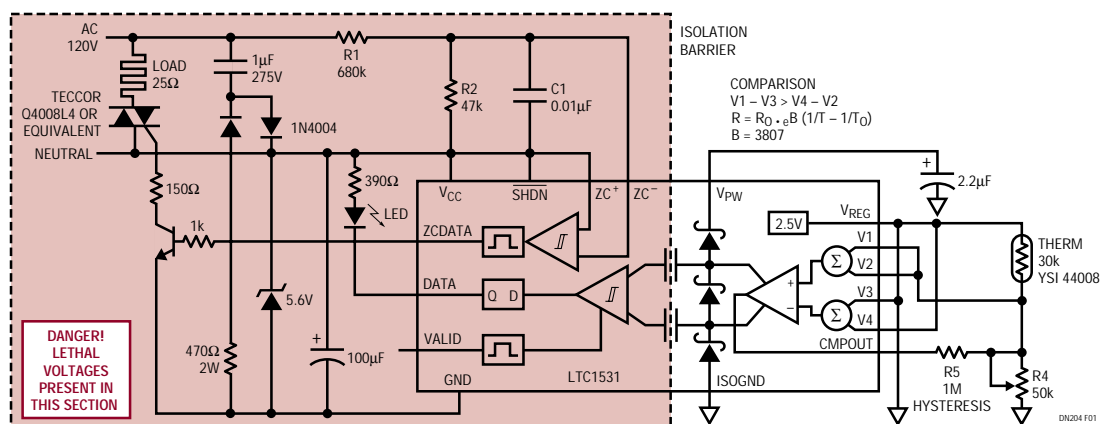 AC
120V
LOAD
25Ω
TECCOR
Q4008L4 OR
EQUIVALENT
NEUTRAL
1µF
275V
1N4004
R1
680k
R2
47k
C1
0.01µF
ISOLATION
BARRIER
COMPARISON
V1 – V3 > V4 – V2
R = RO • eB (1/T – 1/TO)
B = 3807
150Ω
1k
390Ω
LED
5.6V
470Ω
2W
100µF
+
VCC
SHDN
ZC+
ZC–
VPW
ZCDATA
DATA
Q D
VALID
GND
LTC1531
ISOGND
+
2.2µF
2.5V
VREG
V1
V2
V3
V4
Σ
Σ
+
–
CMPOUT
THERM
30k
YSI 44008
R5
1M
HYSTERESIS
R4
50k
DANGER!
LETHAL
VOLTAGES
PRESENT IN
THIS SECTION
DN204 F01